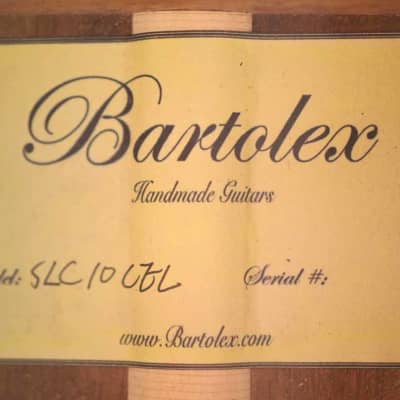 Bartolex
Handmade Guitars
del: SLC10CEL Serial #:
www.Bartolex.com